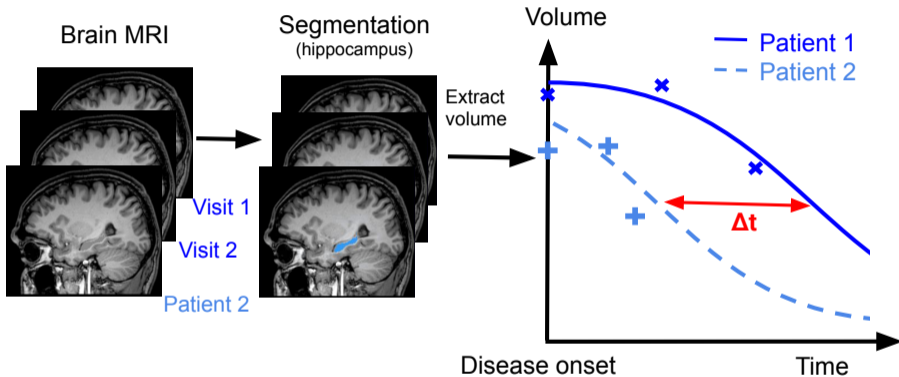 Brain MRI
Segmentation
(hippocampus)
Visit 1
Visit 2
Patient 2
Extract
volume
Volume
Patient 1
Patient 2
Δt
Disease onset
Time